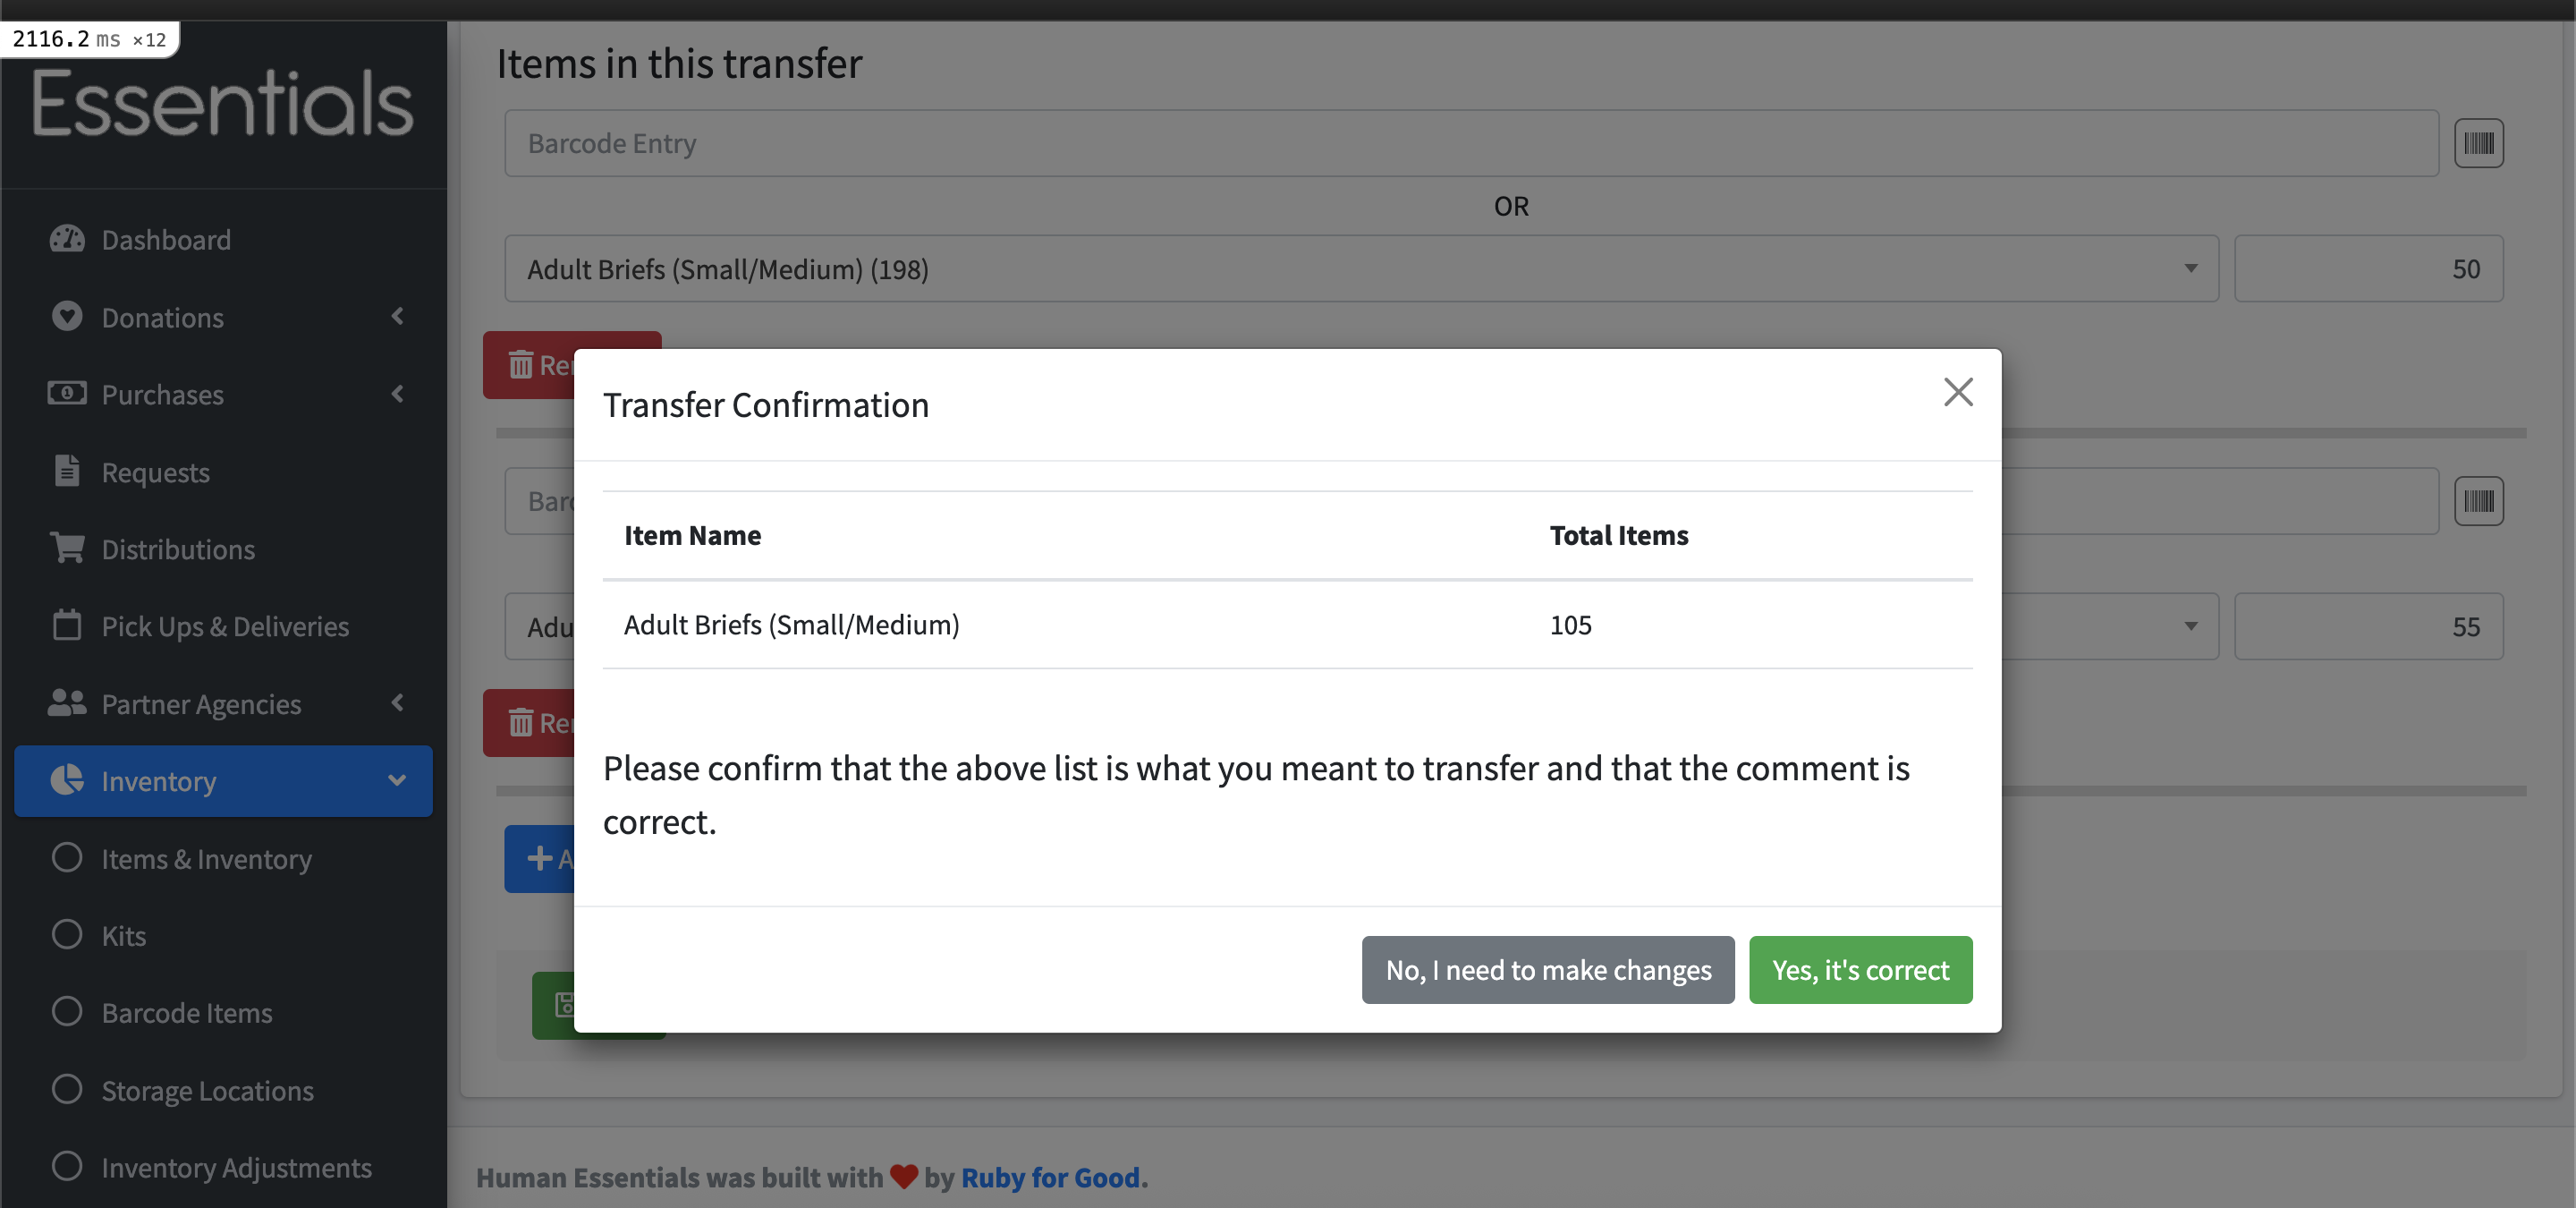 2116.2 ms ×12
Essentials
Dashboard
Donations
Purchases
Requests
Distributions
Pick Ups & Deliveries
Partner Agencies
Inventory
Items & Inventory
Kits
Barcode Items
Storage Locations
Inventory Adjustments
Items in this transfer
Barcode Entry
OR
Adult Briefs (Small/Medium) (198)
50
55
Transfer Confirmation
Item Name Total Items
Adult Briefs (Small/Medium) 105
Please confirm that the above list is what you meant to transfer and that the comment is
correct.
No, I need to make changes
Yes, it's correct
Human Essentials was built with ❤ by Ruby for Good.